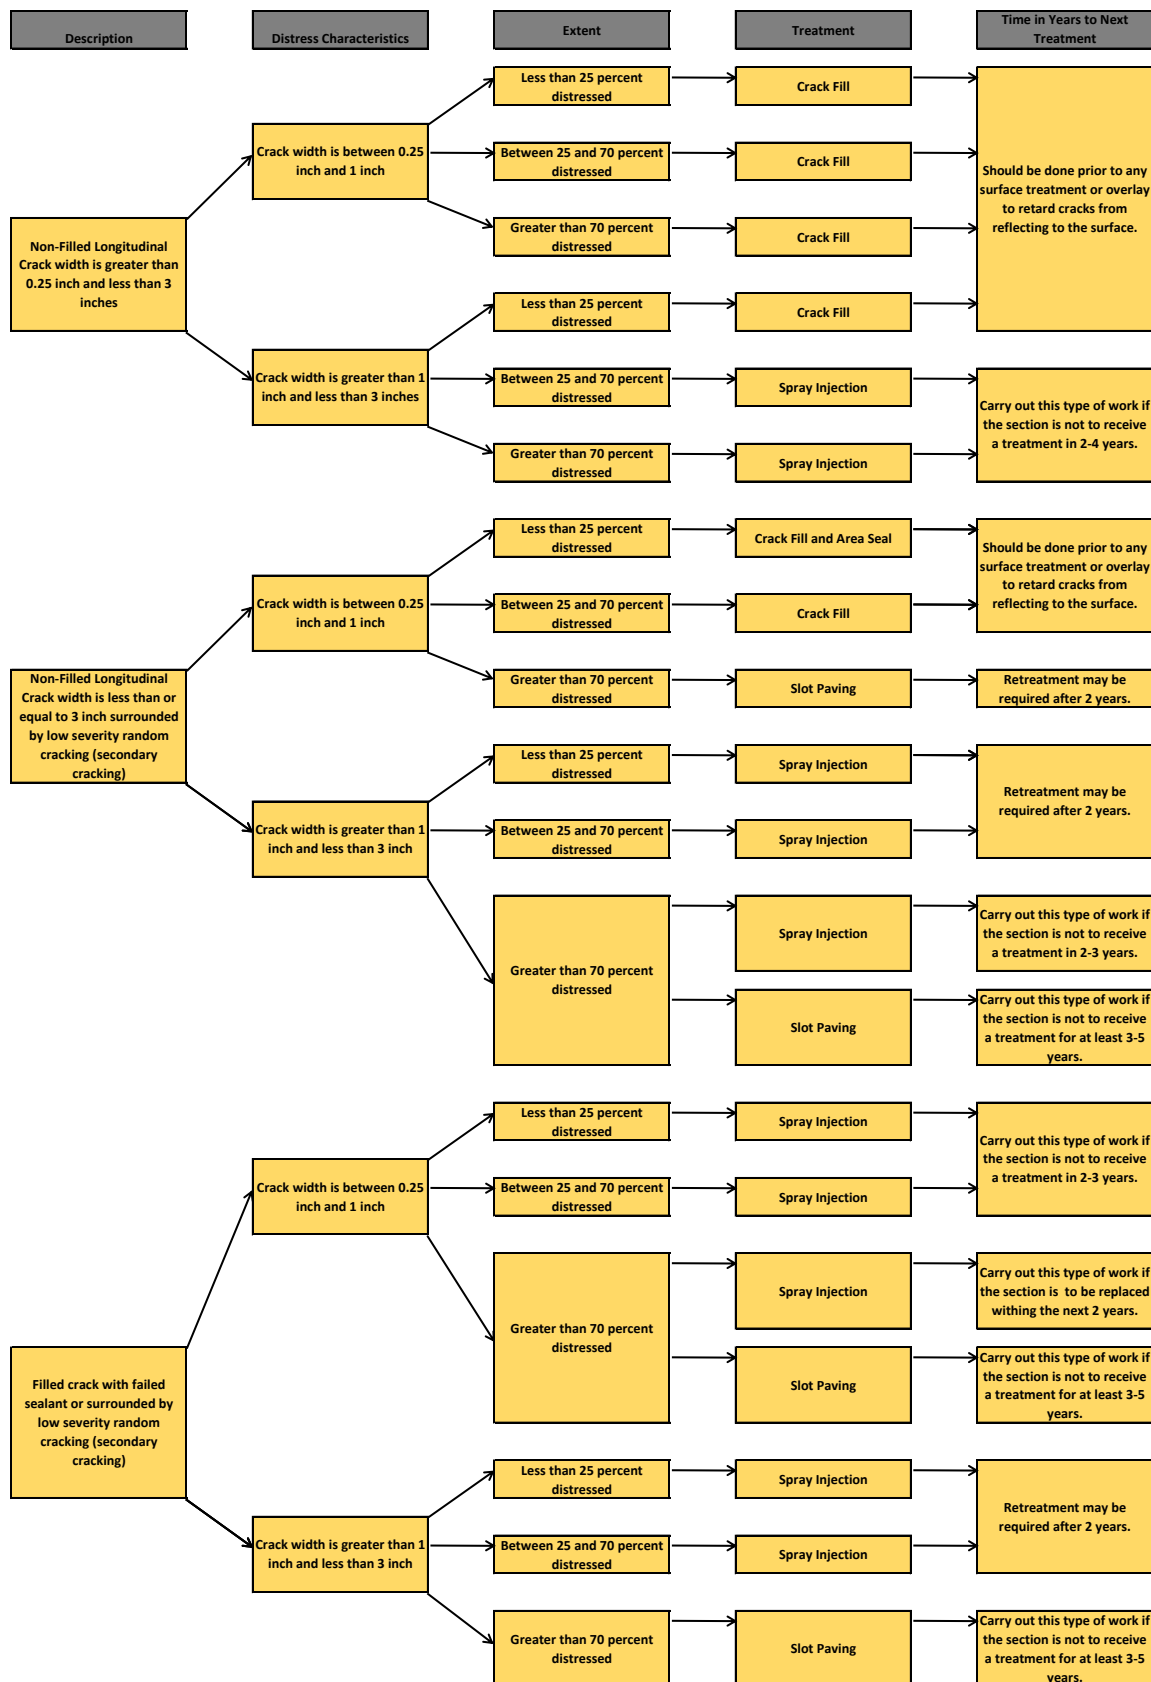 Description
Distress Characteristics
Extent
Treatment
Time in Years to Next
Treatment
Non-Filled Longitudinal
Crack width is greater than
0.25 inch and less than 3
inches
Crack width is between 0.25
inch and 1 inch
Less than 25 percent
distressed
Crack Fill
Between 25 and 70 percent
distressed
Crack Fill
Greater than 70 percent
distressed
Crack Fill
Should be done prior to any
surface treatment or overlay
to retard cracks from
reflecting to the surface.
Crack width is greater than 1
inch and less than 3 inches
Less than 25 percent
distressed
Crack Fill
Between 25 and 70 percent
distressed
Spray Injection
Greater than 70 percent
distressed
Spray Injection
Carry out this type of work if
the section is not to receive
a treatment in 2-4 years.
Non-Filled Longitudinal
Crack width is less than or
equal to 3 inch surrounded
by low severity random
cracking (secondary
cracking)
Crack width is between 0.25
inch and 1 inch
Less than 25 percent
distressed
Crack Fill and Area Seal
Between 25 and 70 percent
distressed
Crack Fill
Should be done prior to any
surface treatment or overlay
to retard cracks from
reflecting to the surface.
Greater than 70 percent
distressed
Slot Paving
Retreatment may be
required after 2 years.
Crack width is greater than 1
inch and less than 3 inch
Less than 25 percent
distressed
Spray Injection
Between 25 and 70 percent
distressed
Spray Injection
Retreatment may be
required after 2 years.
Greater than 70 percent
distressed
Spray Injection
Carry out this type of work if
the section is not to receive
a treatment in 2-3 years.
Slot Paving
Carry out this type of work if
the section is not to receive
a treatment for at least 3-5
years.
Filled crack with failed
sealant or surrounded by
low severity random
cracking (secondary
cracking)
Crack width is between 0.25
inch and 1 inch
Less than 25 percent
distressed
Spray Injection
Between 25 and 70 percent
distressed
Spray Injection
Carry out this type of work if
the section is not to receive
a treatment in 2-3 years.
Greater than 70 percent
distressed
Spray Injection
Carry out this type of work if
the section is  to be replaced
withing the next 2 years.
Slot Paving
Carry out this type of work if
the section is not to receive
a treatment for at least 3-5
years.
Crack width is greater than 1
inch and less than 3 inch
Less than 25 percent
distressed
Spray Injection
Between 25 and 70 percent
distressed
Spray Injection
Retreatment may be
required after 2 years.
Greater than 70 percent
distressed
Slot Paving
Carry out this type of work if
the section is not to receive
a treatment for at least 3-5
years.